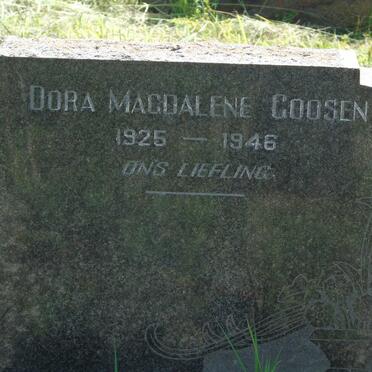 DORA MAGDALENE GOOSEN
1925 — 1946
ONS LIEFLING